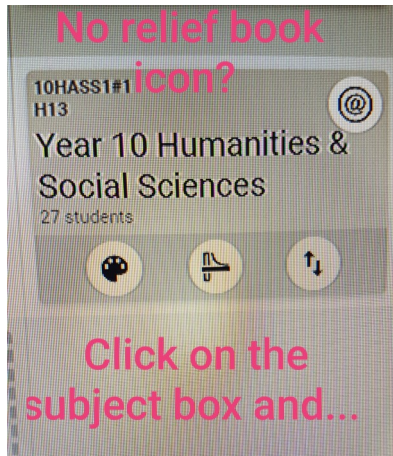 No relief book
icon?
10HASS1#1
H13
@
Year 10 Humanities &
Social Sciences
27 students
Click on the
subject box and...